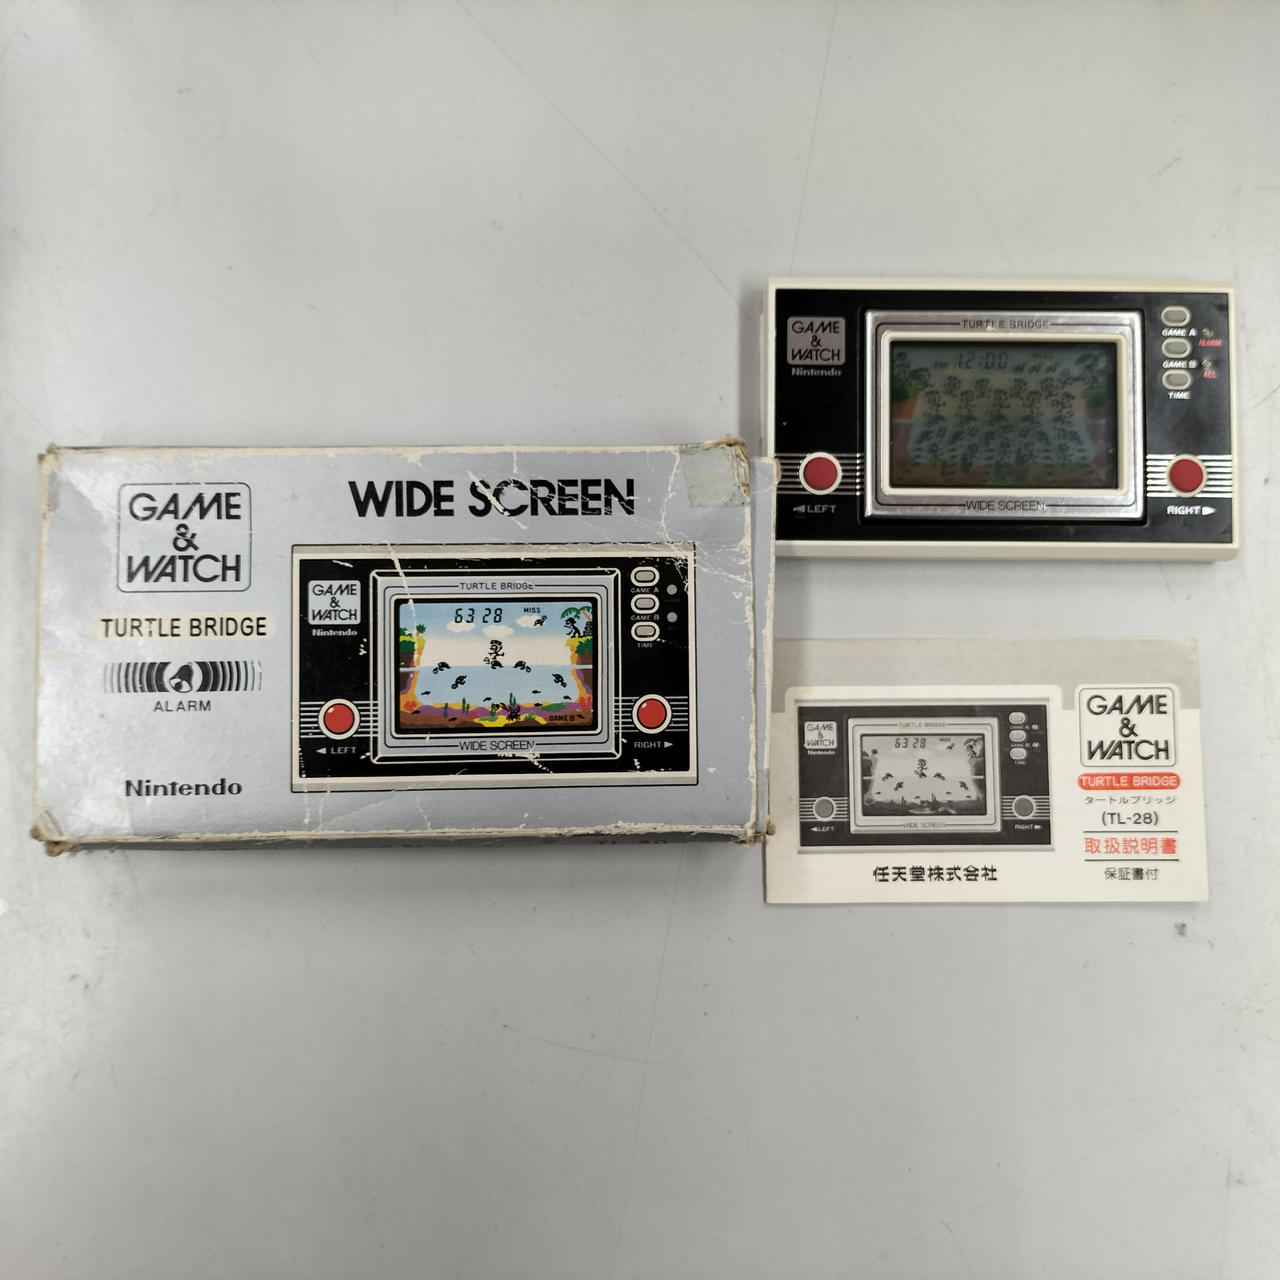 GAME
&
WATCH
TURTLE BRIDGE
ALARM
Nintendo
WIDE SCREEN
GAME
&
WATCH
Nintendo
TURTLE BRIDGE
63 28 MISS
GAME B
WIDE SCREEN
GAME A
GAME B
TIME
◀ LEFT
RIGHT ▶
GAME
&
WATCH
Nintendo
TURTLE BRIDGE
12:00
WIDE SCREEN
GAME A
ALARM
GAME B
ACL
TIME
◀ LEFT
RIGHT ▶
GAME
&
WATCH
Nintendo
TURTLE BRIDGE
63 28 MISS
WIDE SCREEN
◀ LEFT
RIGHT ▶
任天堂株式会社
GAME
&
WATCH
TURTLE BRIDGE
タートルブリッジ
(TL-28)
取扱説明書
保証書付